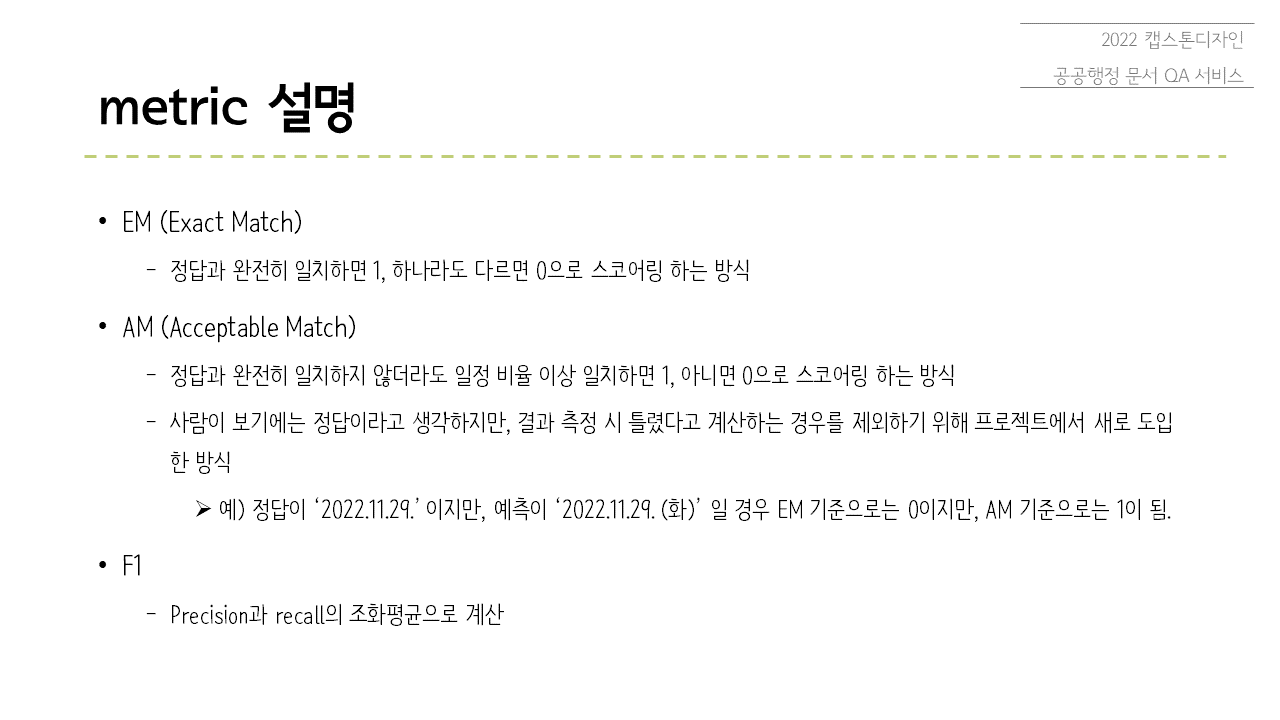 2022 캡스톤디자인
공공행정 문서 QA 서비스
metric 설명
• EM (Exact Match)
– 정답과 완전히 일치하면 1, 하나라도 다르면 0으로 스코어링 하는 방식
• AM (Acceptable Match)
– 정답과 완전히 일치하지 않더라도 일정 비율 이상 일치하면 1, 아니면 0으로 스코어링 하는 방식
– 사람이 보기에는 정답이라고 생각하지만, 결과 측정 시 틀렸다고 계산하는 경우를 제외하기 위해 프로젝트에서 새로 도입
한 방식
➢ 예) 정답이 ‘2022.11.29.’ 이지만, 예측이 ‘2022.11.29. (화)’ 일 경우 EM 기준으로는 0이지만, AM 기준으로는 1이 됨.
• F1
– Precision과 recall의 조화평균으로 계산